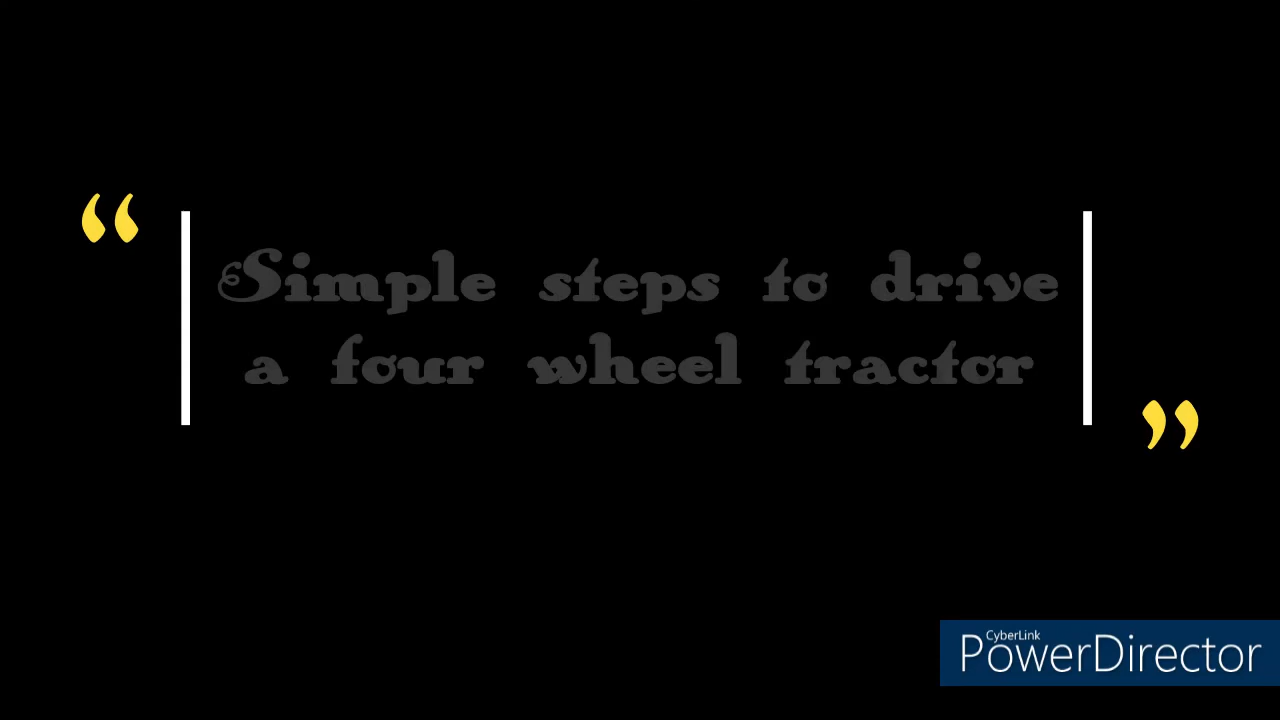 “
Simple steps to drive
a four wheel tractor
”
CyberLink
PowerDirector